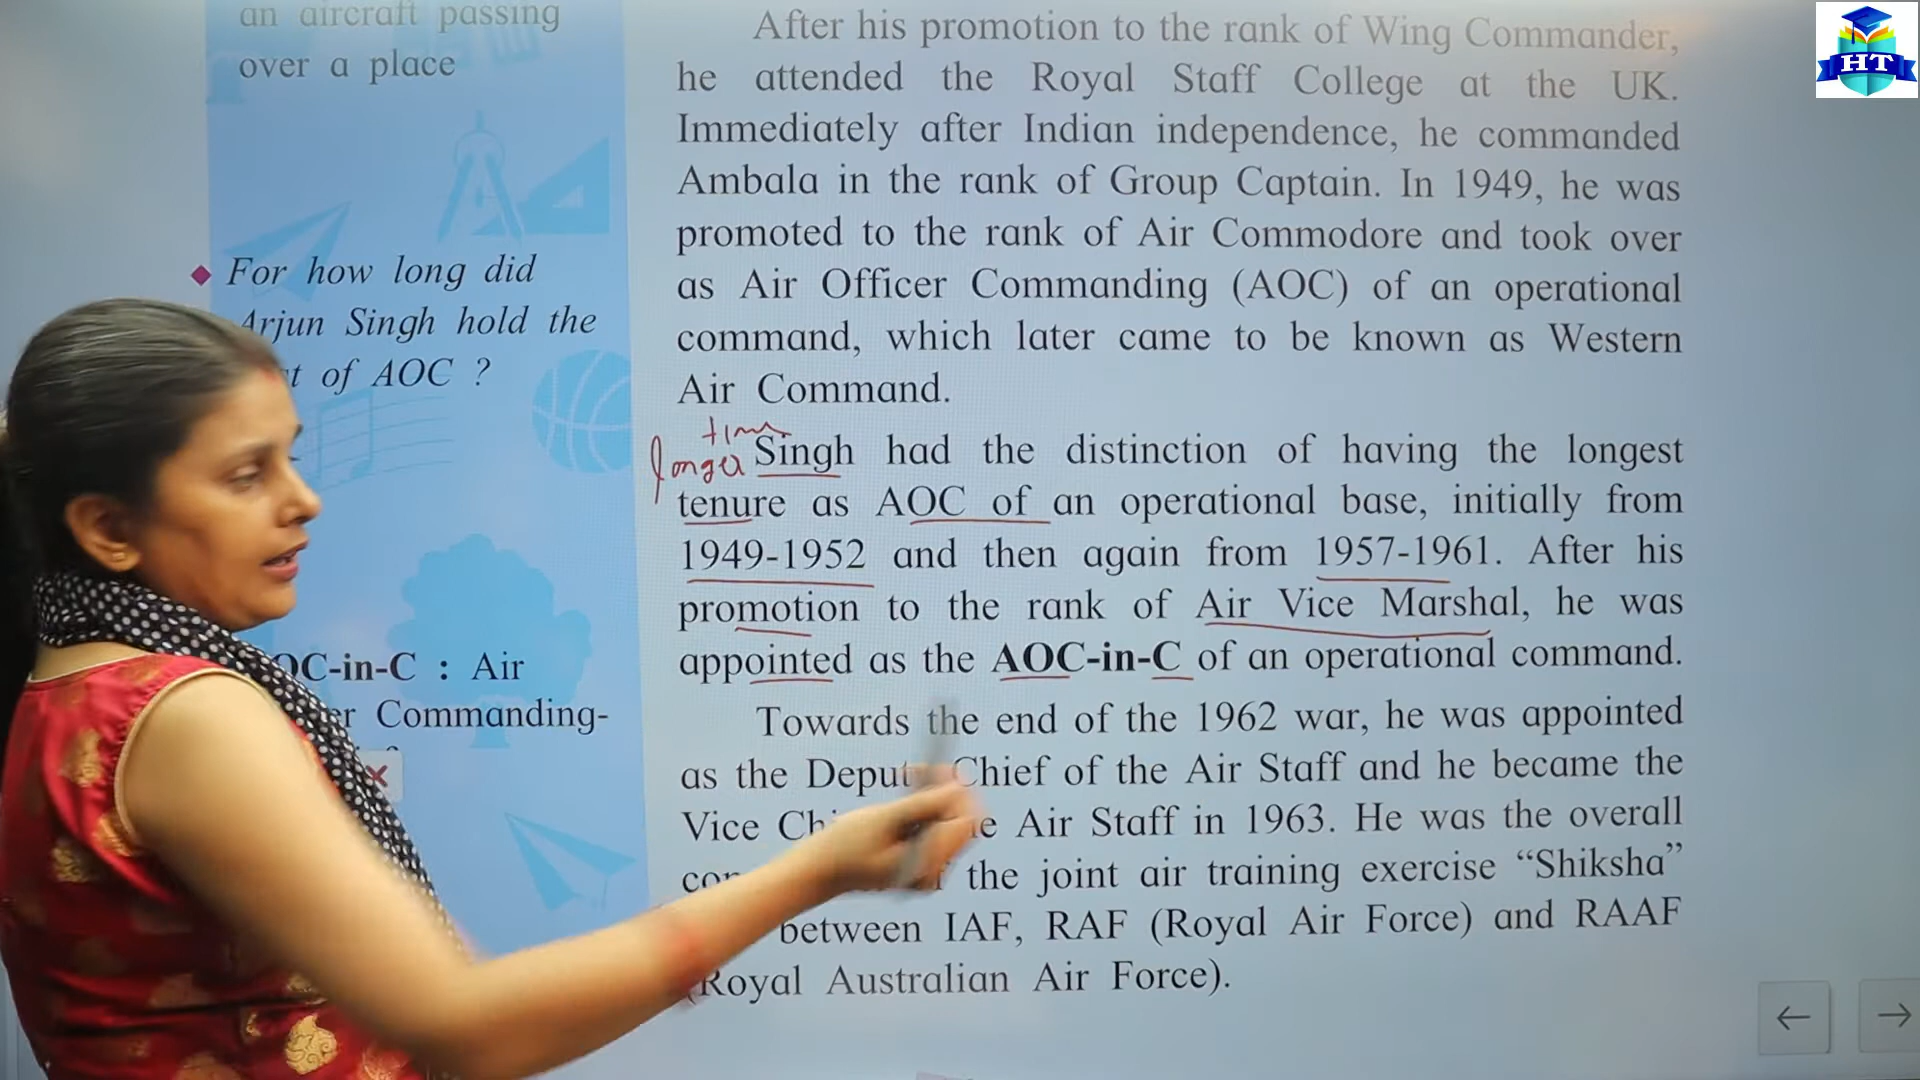 an aircraft passing
over a place
For how long did
Arjun Singh hold the
of AOC ?
OC-in-C : Air
Commanding-
After his promotion to the rank of Wing Commander,
he attended the Royal Staff College at the UK.
Immediately after Indian independence, he commanded
Ambala in the rank of Group Captain. In 1949, he was
promoted to the rank of Air Commodore and took over
as Air Officer Commanding (AOC) of an operational
command, which later came to be known as Western
Air Command.
time
longer
Singh had the distinction of having the longest
tenure as AOC of an operational base, initially from
1949-1952 and then again from 1957-1961. After his
promotion to the rank of Air Vice Marshal, he was
appointed as the AOC-in-C of an operational command.
Towards the end of the 1962 war, he was appointed
as the Deputy Chief of the Air Staff and he became the
Vice Air Staff in 1963. He was the overall
the joint air training exercise “Shiksha”
between IAF, RAF (Royal Air Force) and RAAF
(Royal Australian Air Force).
HT